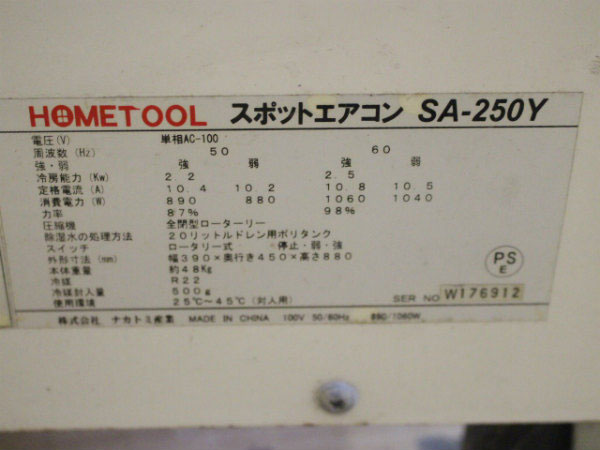 HOMETOOL スポットエアコン SA-250Y
電圧(V) 単相AC-100
周波数(Hz) 50 60
強・弱 強 弱 強 弱
冷房能力(Kw) 2.2 2.5
定格電流(A) 10.4 10.2 10.8 10.5
消費電力(W) 890 880 1060 1040
力率 87% 98%
圧縮機 全閉型ロータリー
除湿水の処理方法 20リットルドレン用ポリタンク
スイッチ ロータリー式 停止・弱・強
外形寸法(mm) 幅390×奥行き450×高さ880
本体重量 約48Kg
冷媒 R22
冷媒封入量 500g
使用環境 25℃~45℃(対人用)
PS
E
SER NO W176912
株式会社 ナカトミ産業 MADE IN CHINA 100V 50/60Hz 890/1060W